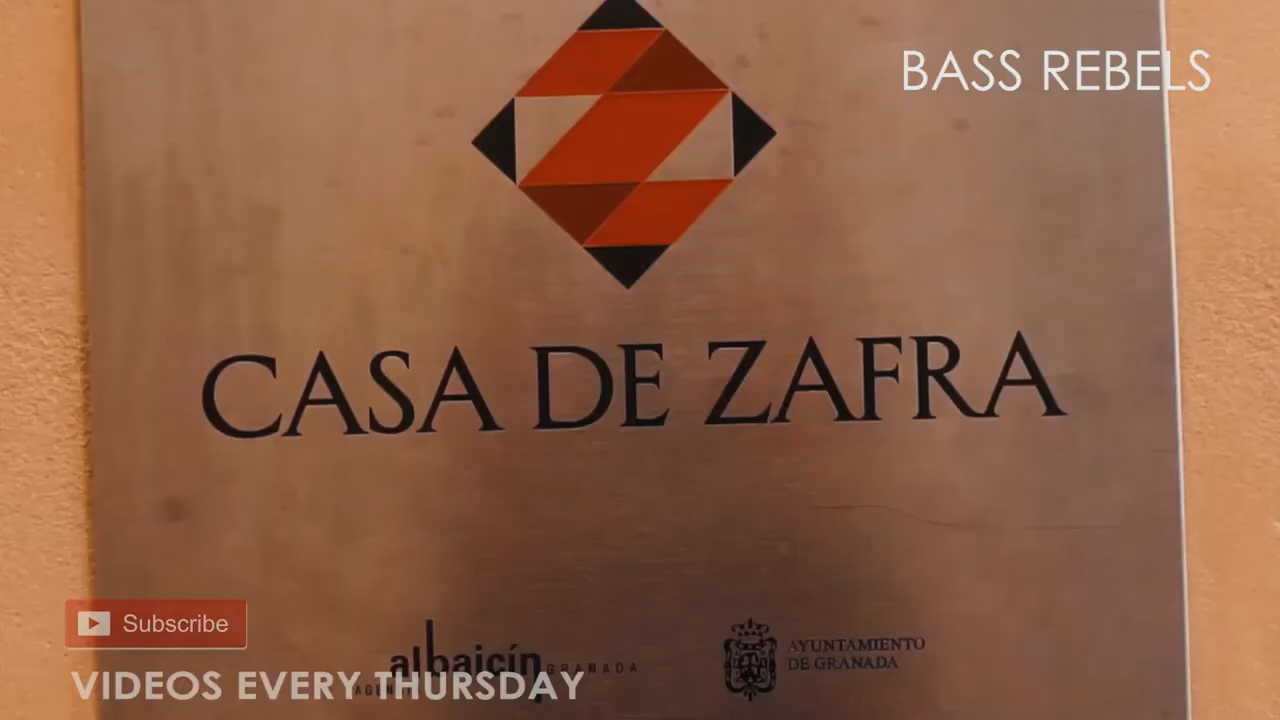 BASS REBELS
CASA DE ZAFRA
Subscribe
albaicín GRANADA
AYUNTAMIENTO
DE GRANADA
VIDEOS EVERY THURSDAY